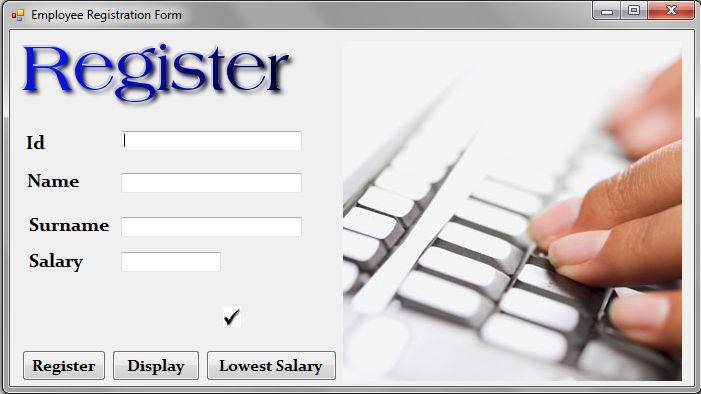 Employee Registration Form
Register
Id
Name
Surname
Salary
Register Display Lowest Salary